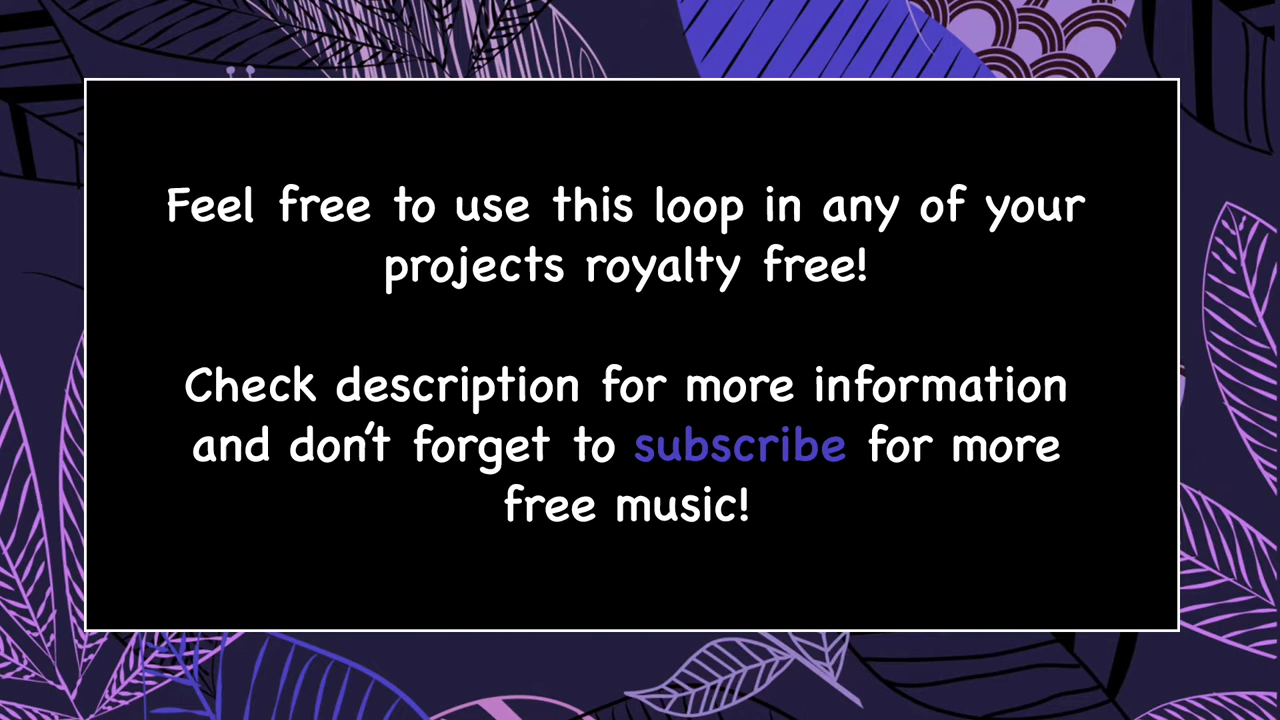 Feel free to use this loop in any of your
projects royalty free!
Check description for more information
and don't forget to subscribe for more
free music!